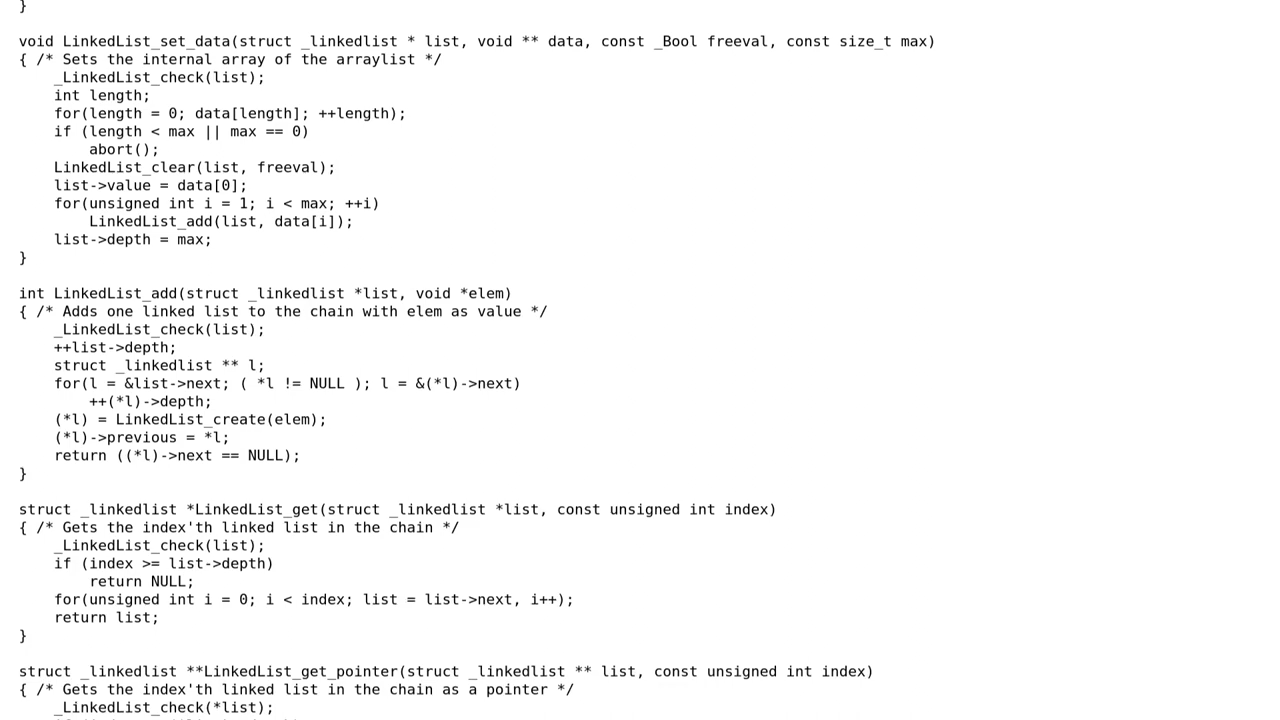 }
void LinkedList_set_data(struct _linkedlist * list, void ** data, const _Bool freeval, const size_t max)
{ /* Sets the internal array of the arraylist */
    _LinkedList_check(list);
    int length;
    for(length = 0; data[length]; ++length);
    if (length < max || max == 0)
        abort();
    LinkedList_clear(list, freeval);
    list->value = data[0];
    for(unsigned int i = 1; i < max; ++i)
        LinkedList_add(list, data[i]);
    list->depth = max;
}
int LinkedList_add(struct _linkedlist *list, void *elem)
{ /* Adds one linked list to the chain with elem as value */
    _LinkedList_check(list);
    ++list->depth;
    struct _linkedlist ** l;
    for(l = &list->next; ( *l != NULL ); l = &(*l)->next)
        ++(*l)->depth;
    (*l) = LinkedList_create(elem);
    (*l)->previous = *l;
    return ((*l)->next == NULL);
}
struct _linkedlist *LinkedList_get(struct _linkedlist *list, const unsigned int index)
{ /* Gets the index'th linked list in the chain */
    _LinkedList_check(list);
    if (index >= list->depth)
        return NULL;
    for(unsigned int i = 0; i < index; list = list->next, i++);
    return list;
}
struct _linkedlist **LinkedList_get_pointer(struct _linkedlist ** list, const unsigned int index)
{ /* Gets the index'th linked list in the chain as a pointer */
    _LinkedList_check(*list);